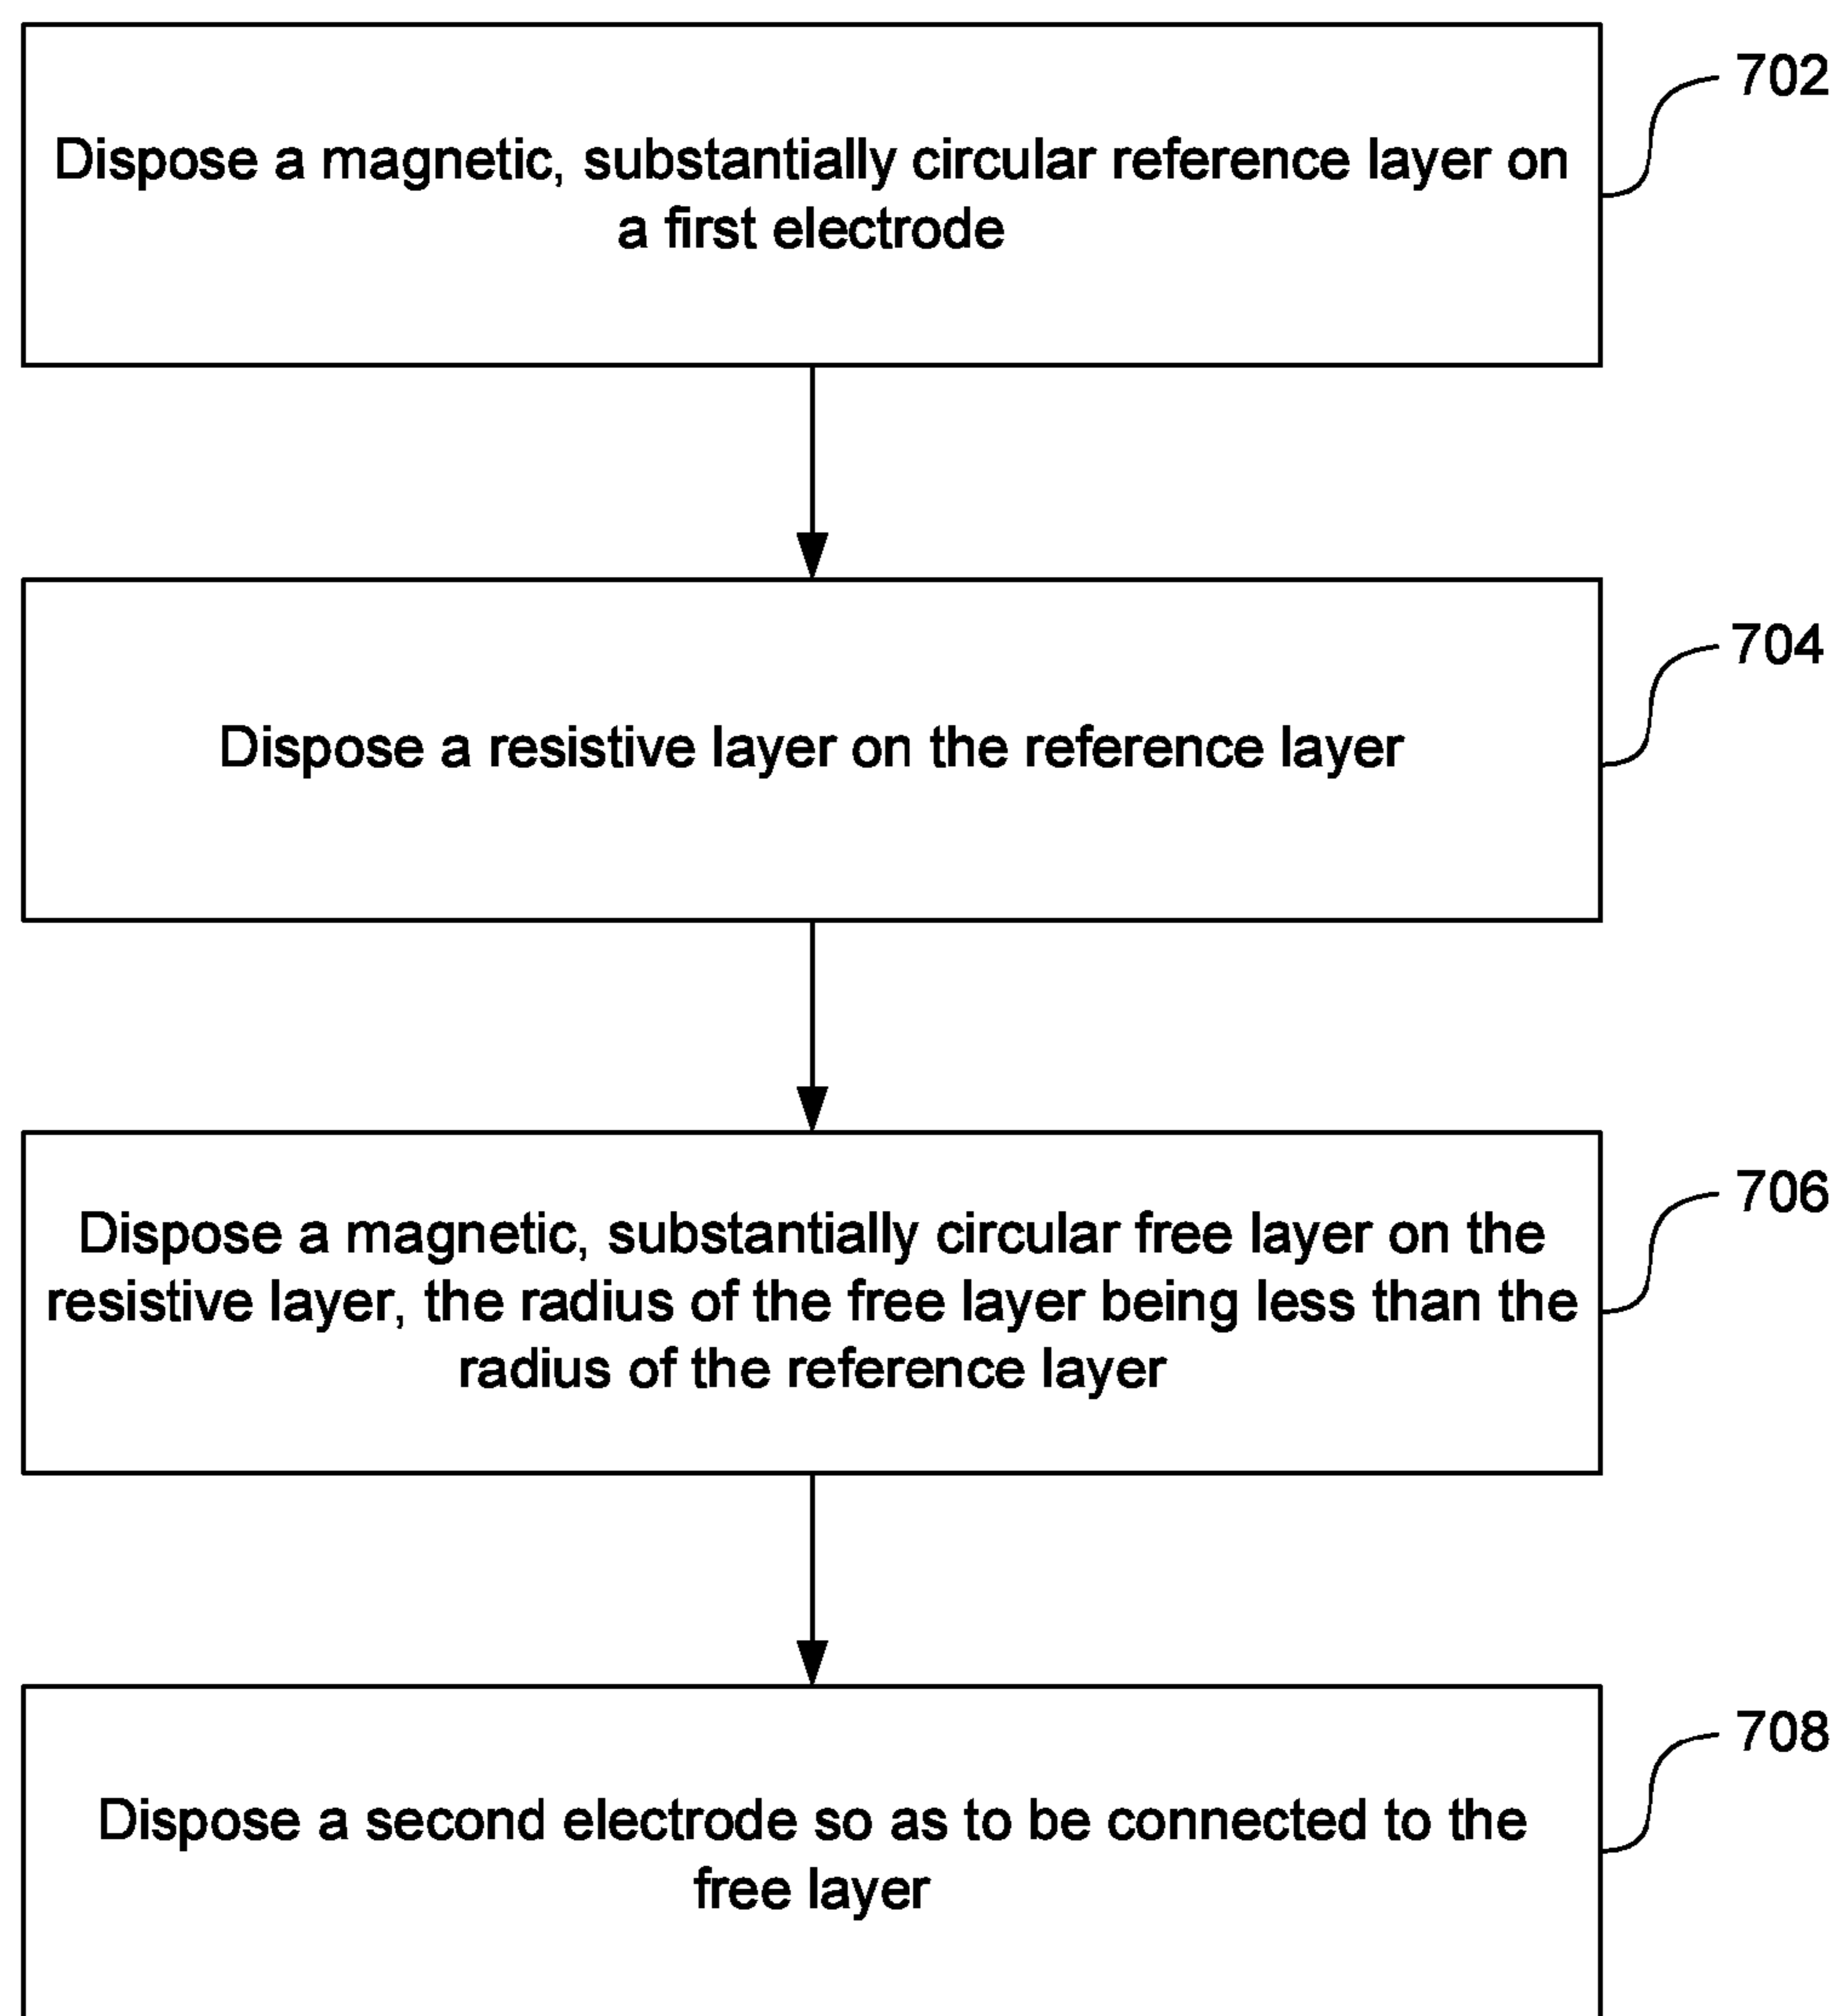 702
Dispose a magnetic, substantially circular reference layer on
a first electrode
704
Dispose a resistive layer on the reference layer
706
Dispose a magnetic, substantially circular free layer on the
resistive layer, the radius of the free layer being less than the
radius of the reference layer
708
Dispose a second electrode so as to be connected to the
free layer